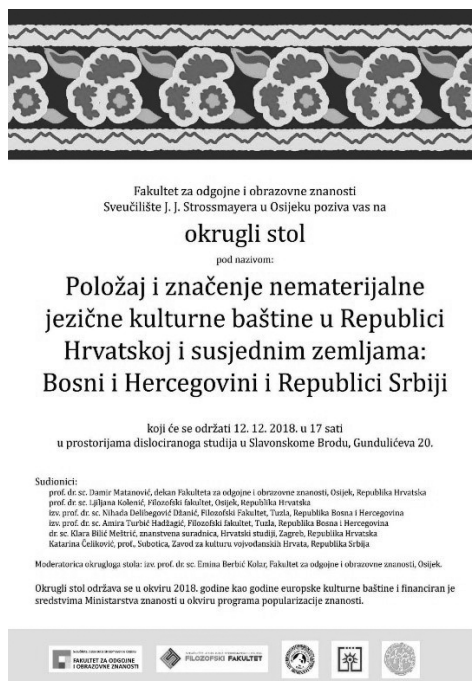 Fakultet za odgojne i obrazovne znanosti
Sveučilište J. J. Strossmayera u Osijeku poziva vas na
okrugli stol
pod nazivom:
Položaj i značenje nematerijalne
jezične kulturne baštine u Republici
Hrvatskoj i susjednim zemljama:
Bosni i Hercegovini i Republici Srbiji
koji će se održati 12. 12. 2018. u 17 sati
u prostorijama dislociranoga studija u Slavonskome Brodu, Gundulićeva 20.
Sudionici:
prof. dr. sc. Damir Matanović, dekan Fakulteta za odgojne i obrazovne znanosti, Osijek, Republika Hrvatska
prof. dr. sc. Ljiljana Kolenić, Filozofski fakultet, Osijek, Republika Hrvatska
izv. prof. dr. sc. Nihada Delibegović Džanić, Filozofski Fakultet, Tuzla, Republika Bosna i Hercegovina
izv. prof. dr. sc. Amira Turbić Hadžagić, Filozofski fakultet, Tuzla, Republika Bosna i Hercegovina
dr. sc. Klara Bilić Meštrić, znanstvena suradnica, Hrvatski studiji, Zagreb, Republika Hrvatska
Katarina Čeliković, prof., Subotica, Zavod za kulturu vojvođanskih Hrvata, Republika Srbija
Moderatorica okrugloga stola: izv. prof. dr. sc. Emina Berbić Kolar, Fakultet za odgojne i obrazovne znanosti, Osijek.
Okrugli stol održava se u okviru 2018. godine kao godine europske kulturne baštine i financiran je
sredstvima Ministarstva znanosti u okviru programa popularizacije znanosti.
FAKULTET ZA ODGOJNE
I OBRAZOVNE ZNANOSTI
FILOZOFSKI FAKULTET